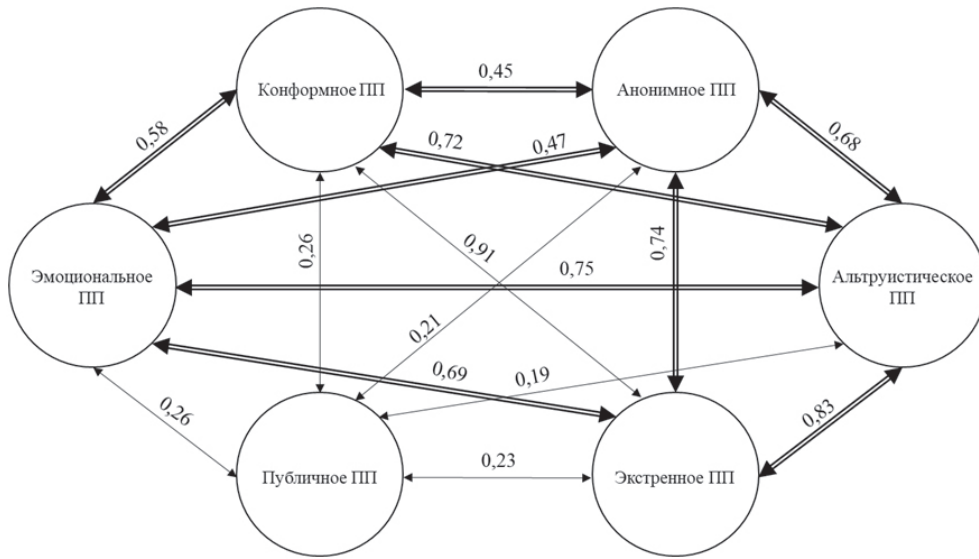 0,45
Конформное ПП
Анонимное ПП
0,58
0,72
0,47
0,68
0,26
0,91
0,74
Эмоциональное
ПП
0,75
Альтруистическое
ПП
0,21
0,69
0,19
0,26
0,83
Публичное ПП
0,23
Экстренное ПП